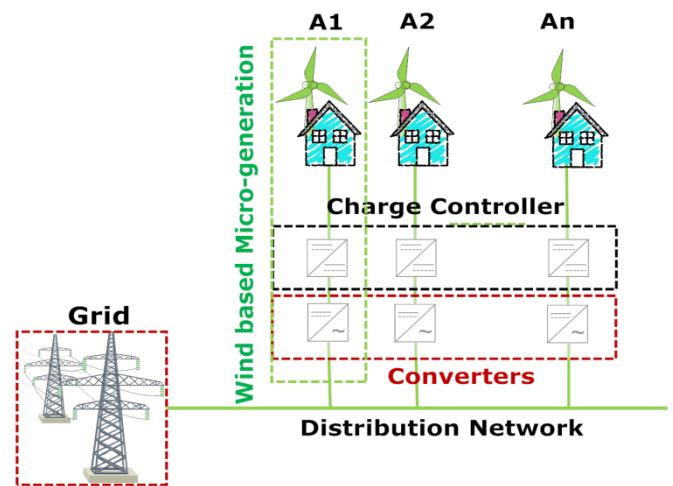 A1
A2
An
Wind based Micro-generation
Charge Controller
~
~
~
Grid
Converters
Distribution Network